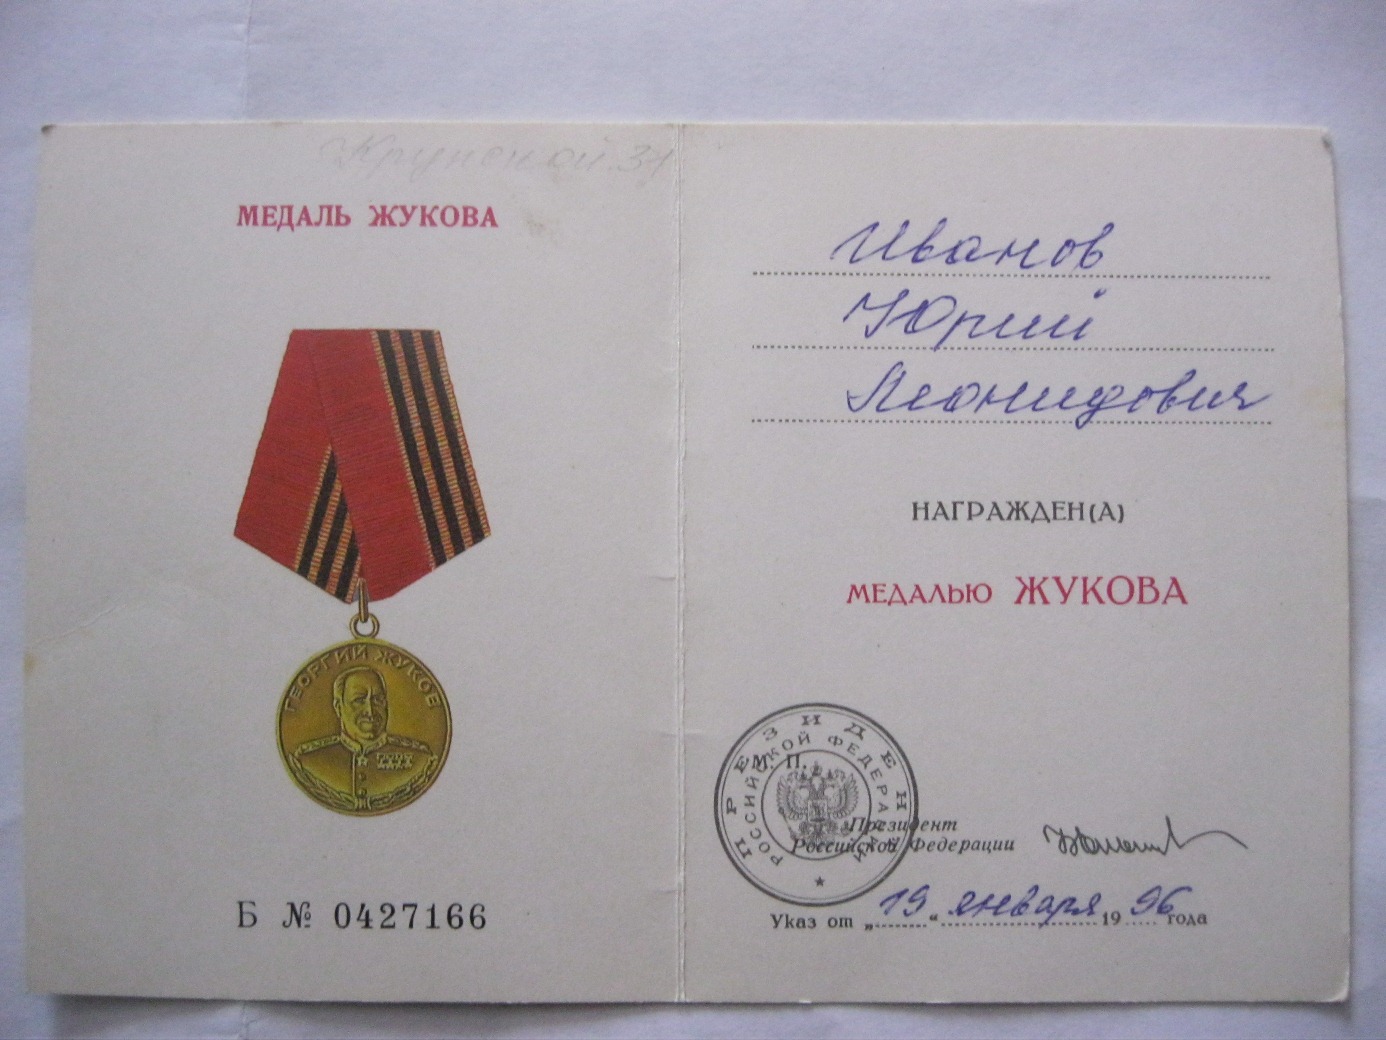 Крупской 34
МЕДАЛЬ ЖУКОВА
ГЕОРГИЙ ЖУКОВ
Б № 0427166
Иванов
Юрий
Леонидович
НАГРАЖДЕН(А)
МЕДАЛЬЮ ЖУКОВА
ПРЕЗИДЕНТ
РОССИЙСКОЙ ФЕДЕРАЦИИ
М. П.
Президент
Российской Федерации
Указ от „19“ января 1996 года